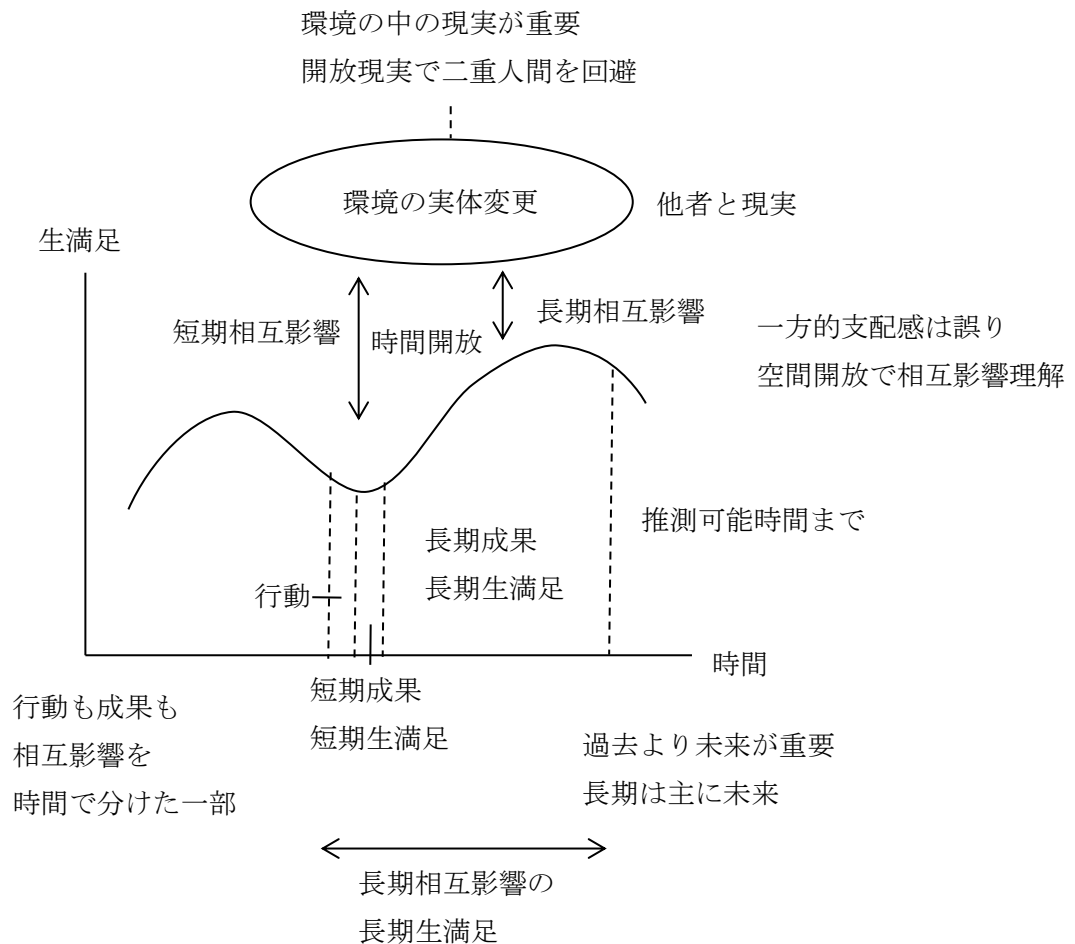 環境の中の現実が重要
開放現実で二重人間を回避
環境の実体変更
他者と現実
生満足
短期相互影響
時間開放
長期相互影響
一方的支配感は誤り
空間開放で相互影響理解
推測可能時間まで
長期成果
長期生満足
行動
時間
短期成果
短期生満足
行動も成果も
相互影響を
時間で分けた一部
過去より未来が重要
長期は主に未来
長期相互影響の
長期生満足